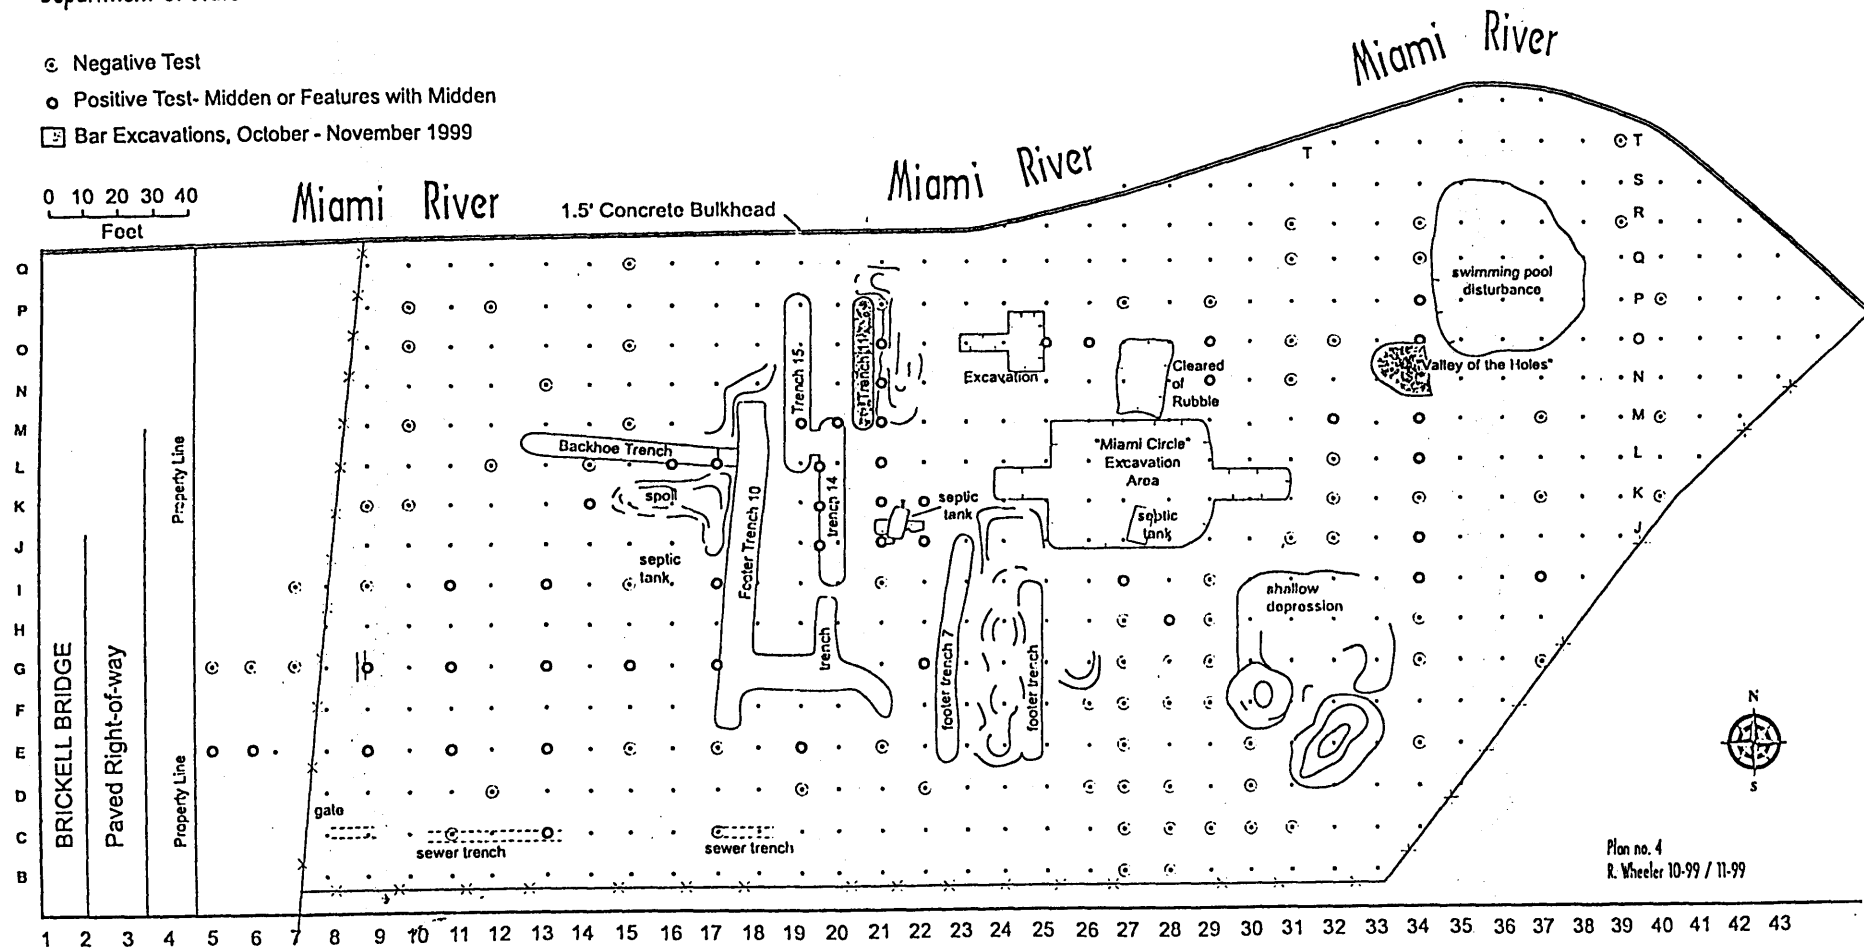 Negative Test
Positive Test- Midden or Features with Midden
Bar Excavations, October - November 1999
0 10 20 30 40
Feet
Miami River
Miami River
Miami River
1.5' Concrete Bulkhead
T
T
S
R
Q
P
O
N
M
L
K
J
Q
P
O
N
M
L
K
J
I
H
G
F
E
D
C
B
swimming pool
disturbance
"Valley of the Holes"
Trench 15
Trench 11
Excavation
Cleared
of
Rubble
Backhoe Trench
"Miami Circle"
Excavation
Area
septic
tank
spoil
Footer Trench 10
trench 14
septic
tank
septic
tank
shallow
depression
trench
footer trench 7
footer trench
BRICKELL BRIDGE
Paved Right-of-way
Property Line
Property Line
gate
sewer trench
sewer trench
N
S
Plan no. 4
R. Wheeler 10-99 / 11-99
1 2 3 4 5 6 7 8 9 10 11 12 13 14 15 16 17 18 19 20 21 22 23 24 25 26 27 28 29 30 31 32 33 34 35 36 37 38 39 40 41 42 43